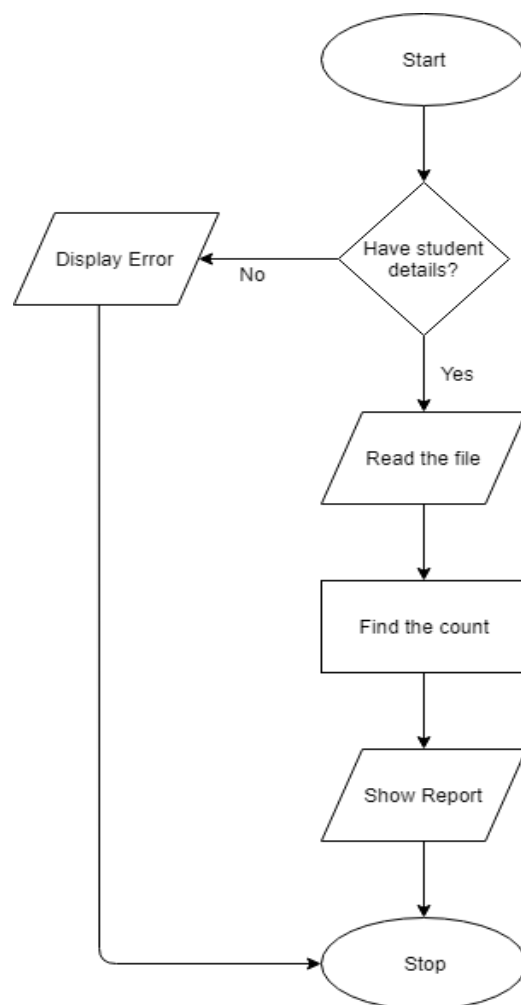 Start
Have student
details?
Display Error
No
Yes
Read the file
Find the count
Show Report
Stop